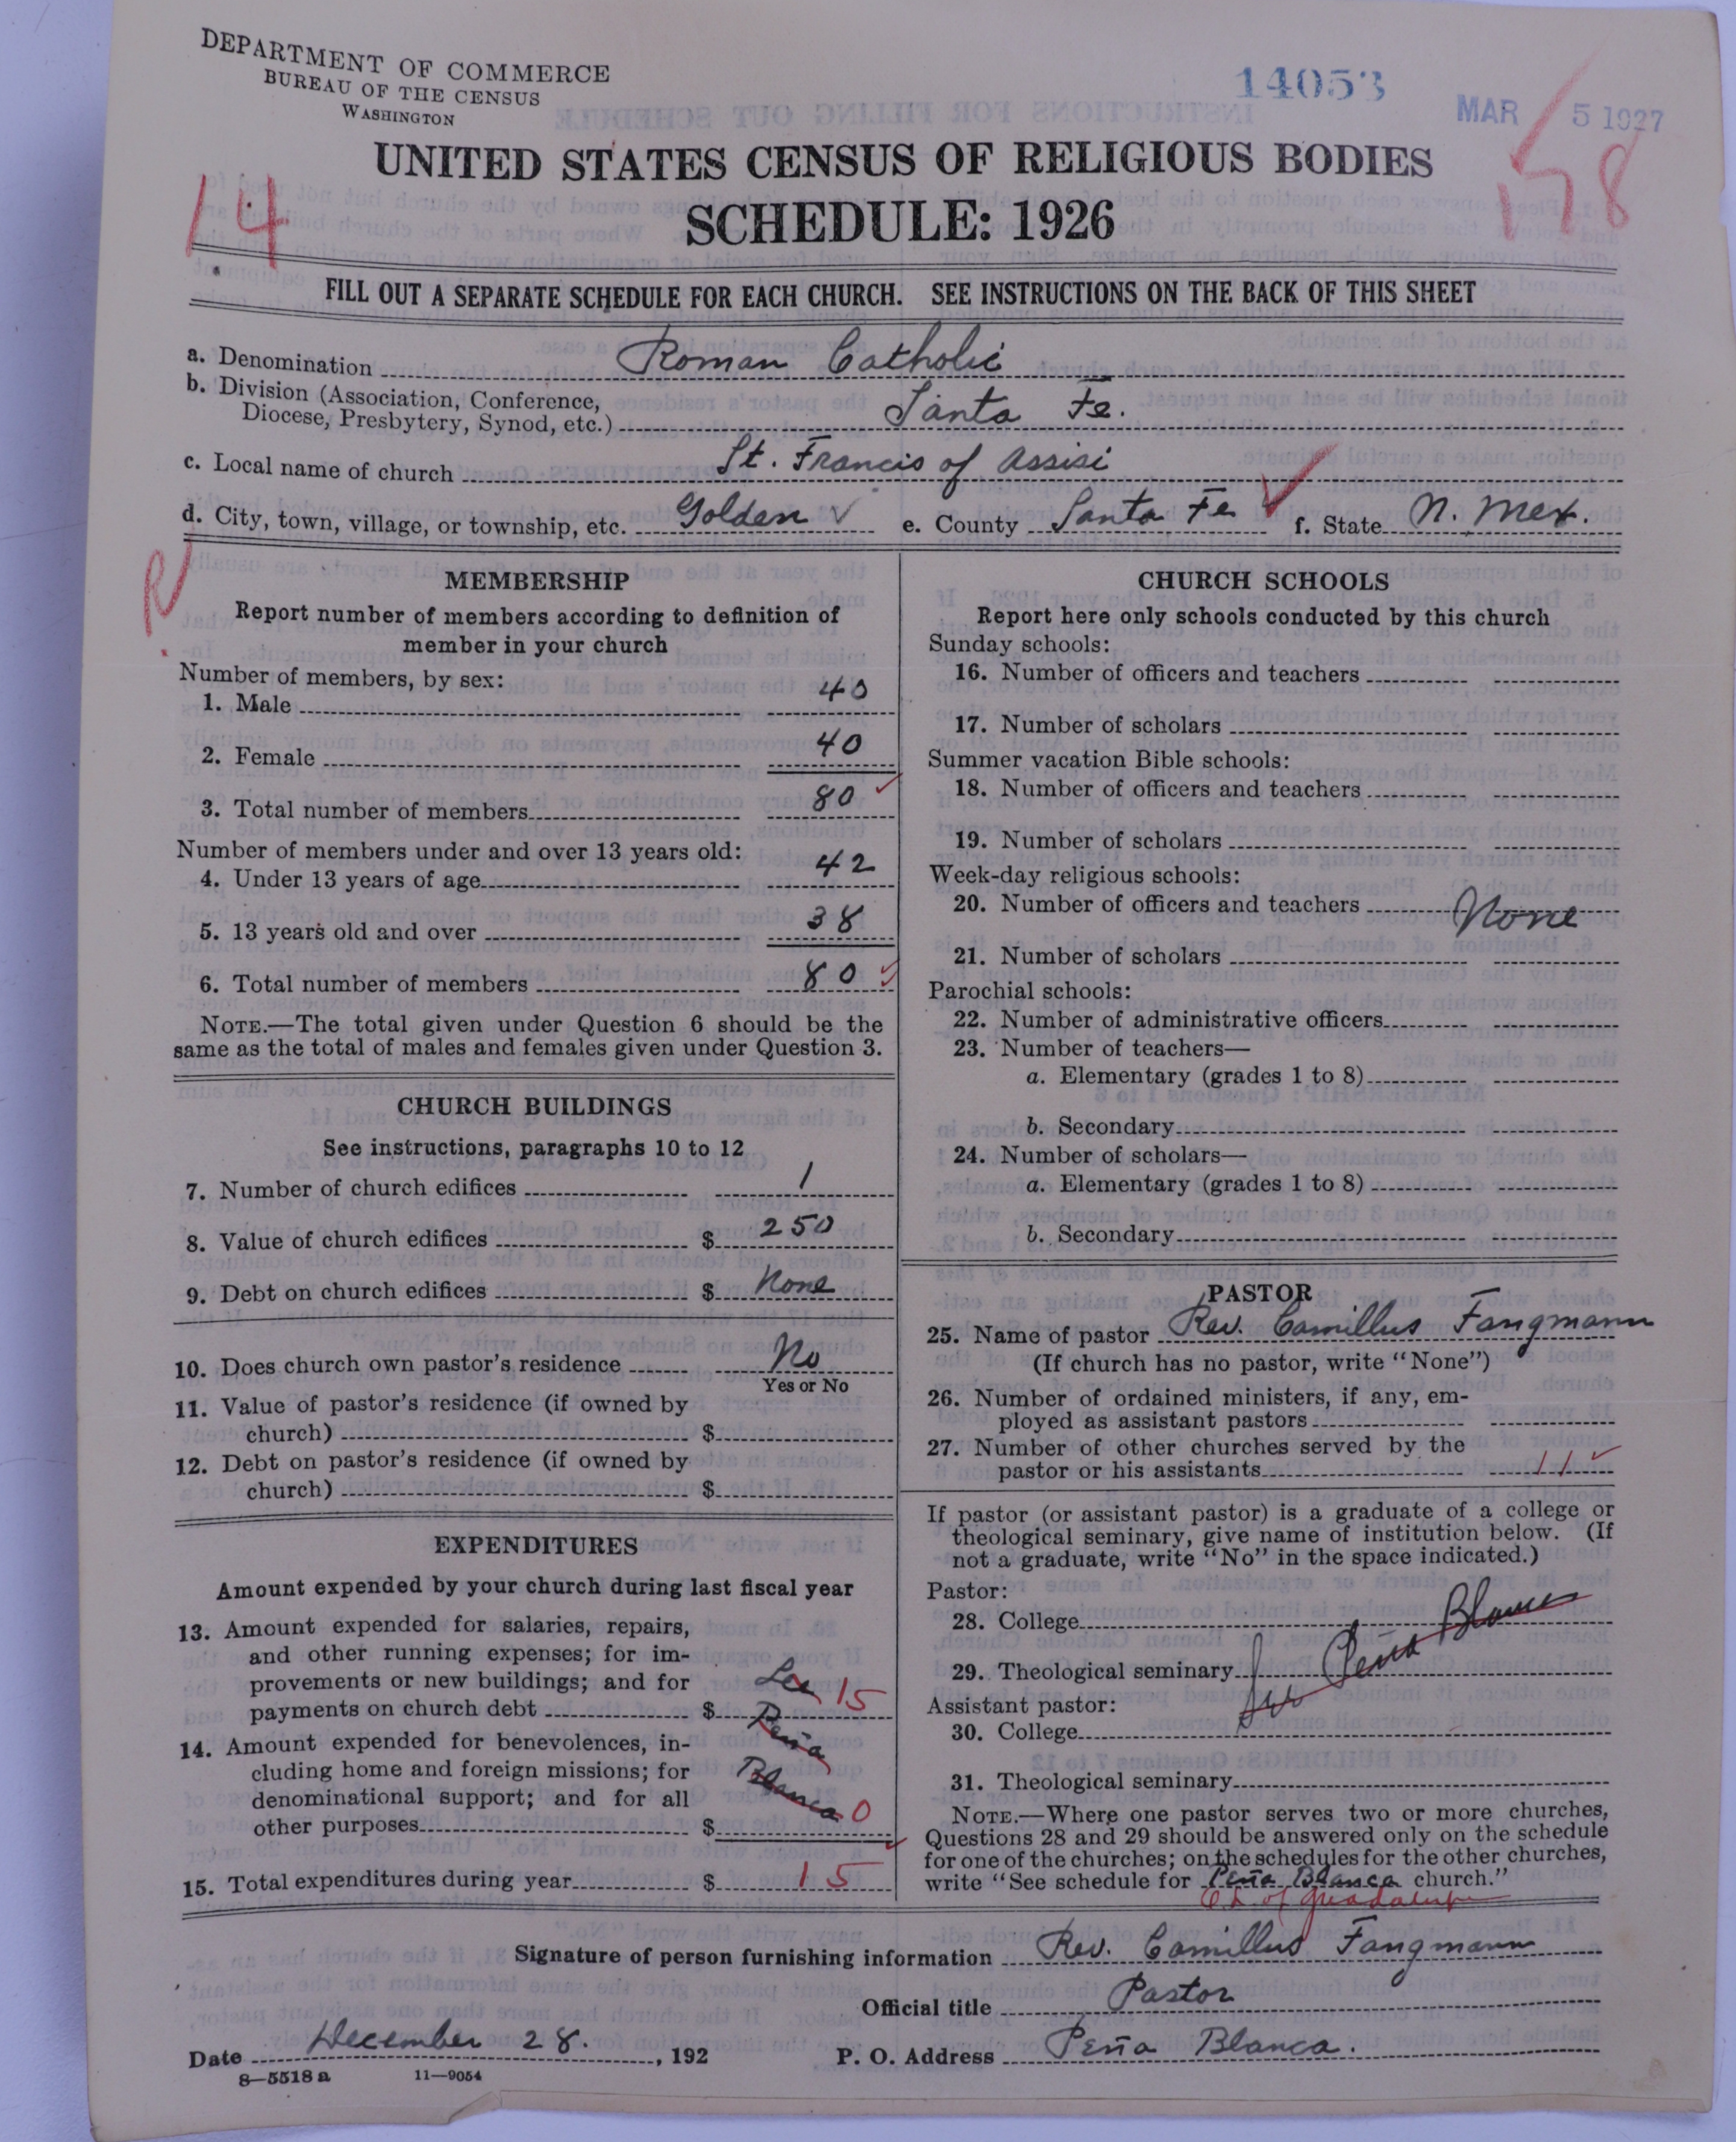 DEPARTMENT OF COMMERCE
BUREAU OF THE CENSUS
WASHINGTON
14053
MAR 5 1927
UNITED STATES CENSUS OF RELIGIOUS BODIES
14
158
SCHEDULE: 1926
FILL OUT A SEPARATE SCHEDULE FOR EACH CHURCH. SEE INSTRUCTIONS ON THE BACK OF THIS SHEET
a. Denomination Roman Catholic
b. Division (Association, Conference,
Diocese, Presbytery, Synod, etc.) Santa Fe.
c. Local name of church St. Francis of Assisi
d. City, town, village, or township, etc. Golden e. County Santa Fe f. State N. Mex.
R
MEMBERSHIP
Report number of members according to definition of
member in your church
Number of members, by sex:
1. Male 40
2. Female 40
3. Total number of members 80
Number of members under and over 13 years old:
4. Under 13 years of age 42
5. 13 years old and over 38
6. Total number of members 80
NOTE.—The total given under Question 6 should be the
same as the total of males and females given under Question 3.
CHURCH BUILDINGS
See instructions, paragraphs 10 to 12
7. Number of church edifices 1
8. Value of church edifices $ 250
9. Debt on church edifices $ None
10. Does church own pastor's residence No
Yes or No
11. Value of pastor's residence (if owned by
church) $
12. Debt on pastor's residence (if owned by
church) $
EXPENDITURES
Amount expended by your church during last fiscal year
13. Amount expended for salaries, repairs,
and other running expenses; for im-
provements or new buildings; and for See 15
payments on church debt $ Peña
14. Amount expended for benevolences, in-
cluding home and foreign missions; for Blanca
denominational support; and for all 0
other purposes $
15. Total expenditures during year $ 15
CHURCH SCHOOLS
Report here only schools conducted by this church
Sunday schools:
16. Number of officers and teachers
17. Number of scholars
Summer vacation Bible schools:
18. Number of officers and teachers
19. Number of scholars
Week-day religious schools:
20. Number of officers and teachers None
21. Number of scholars
Parochial schools:
22. Number of administrative officers
23. Number of teachers—
a. Elementary (grades 1 to 8)
b. Secondary
24. Number of scholars—
a. Elementary (grades 1 to 8)
b. Secondary
PASTOR
25. Name of pastor Rev. Camillus Fangmann
(If church has no pastor, write "None")
26. Number of ordained ministers, if any, em-
ployed as assistant pastors
27. Number of other churches served by the
pastor or his assistants 11
If pastor (or assistant pastor) is a graduate of a college or
theological seminary, give name of institution below. (If
not a graduate, write "No" in the space indicated.)
Pastor:
28. College
29. Theological seminary See Peña Blanca
Assistant pastor:
30. College
31. Theological seminary
NOTE.—Where one pastor serves two or more churches,
Questions 28 and 29 should be answered only on the schedule
for one of the churches; on the schedules for the other churches,
write "See schedule for Peña Blanca church."
Ch of Guadalupe
Signature of person furnishing information Rev. Camillus Fangmann
Official title Pastor
Date December 28. , 192 P. O. Address Peña Blanca.
8—5518 a 11—9054